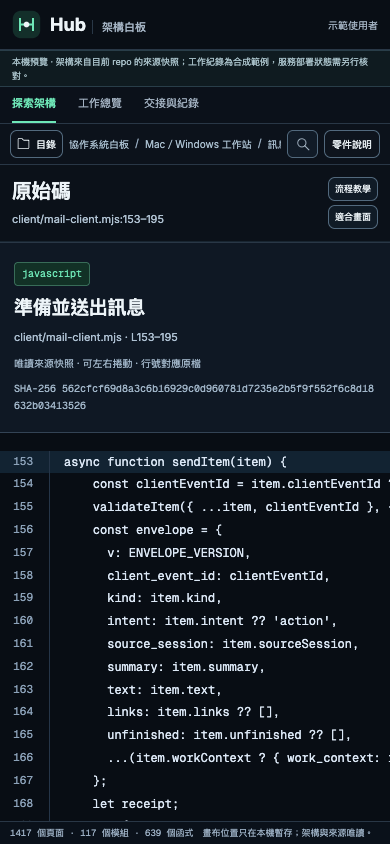 Hub 架構白板 示範使用者
本機預覽 · 架構來自目前 repo 的來源快照；工作紀錄為合成範例，服務部署狀態需另行核
對。
探索架構 工作總覽 交接與紀錄
目錄 協作系統白板 / Mac / Windows 工作站 / 訊 零件說明
原始碼
client/mail-client.mjs:153–195
流程教學
適合畫面
javascript
準備並送出訊息
client/mail-client.mjs · L153–195
唯讀來源快照 · 可左右捲動 · 行號對應原檔
SHA-256 562cfcf69d8a3c6b16929c0d960781d7235e2b5f9f552f6c8d18
632b03413526
153 async function sendItem(item) {
154 const clientEventId = item.clientEventId ?
155 validateItem({ ...item, clientEventId },
156 const envelope = {
157 v: ENVELOPE_VERSION,
158 client_event_id: clientEventId,
159 kind: item.kind,
160 intent: item.intent ?? 'action',
161 source_session: item.sourceSession,
162 summary: item.summary,
163 text: item.text,
164 links: item.links ?? [],
165 unfinished: item.unfinished ?? [],
166 ...(item.workContext ? { work_context:
167 };
168 let receipt;
1417 個頁面 · 117 個模組 · 639 個函式 畫布位置只在本機暫存；架構與來源唯讀。